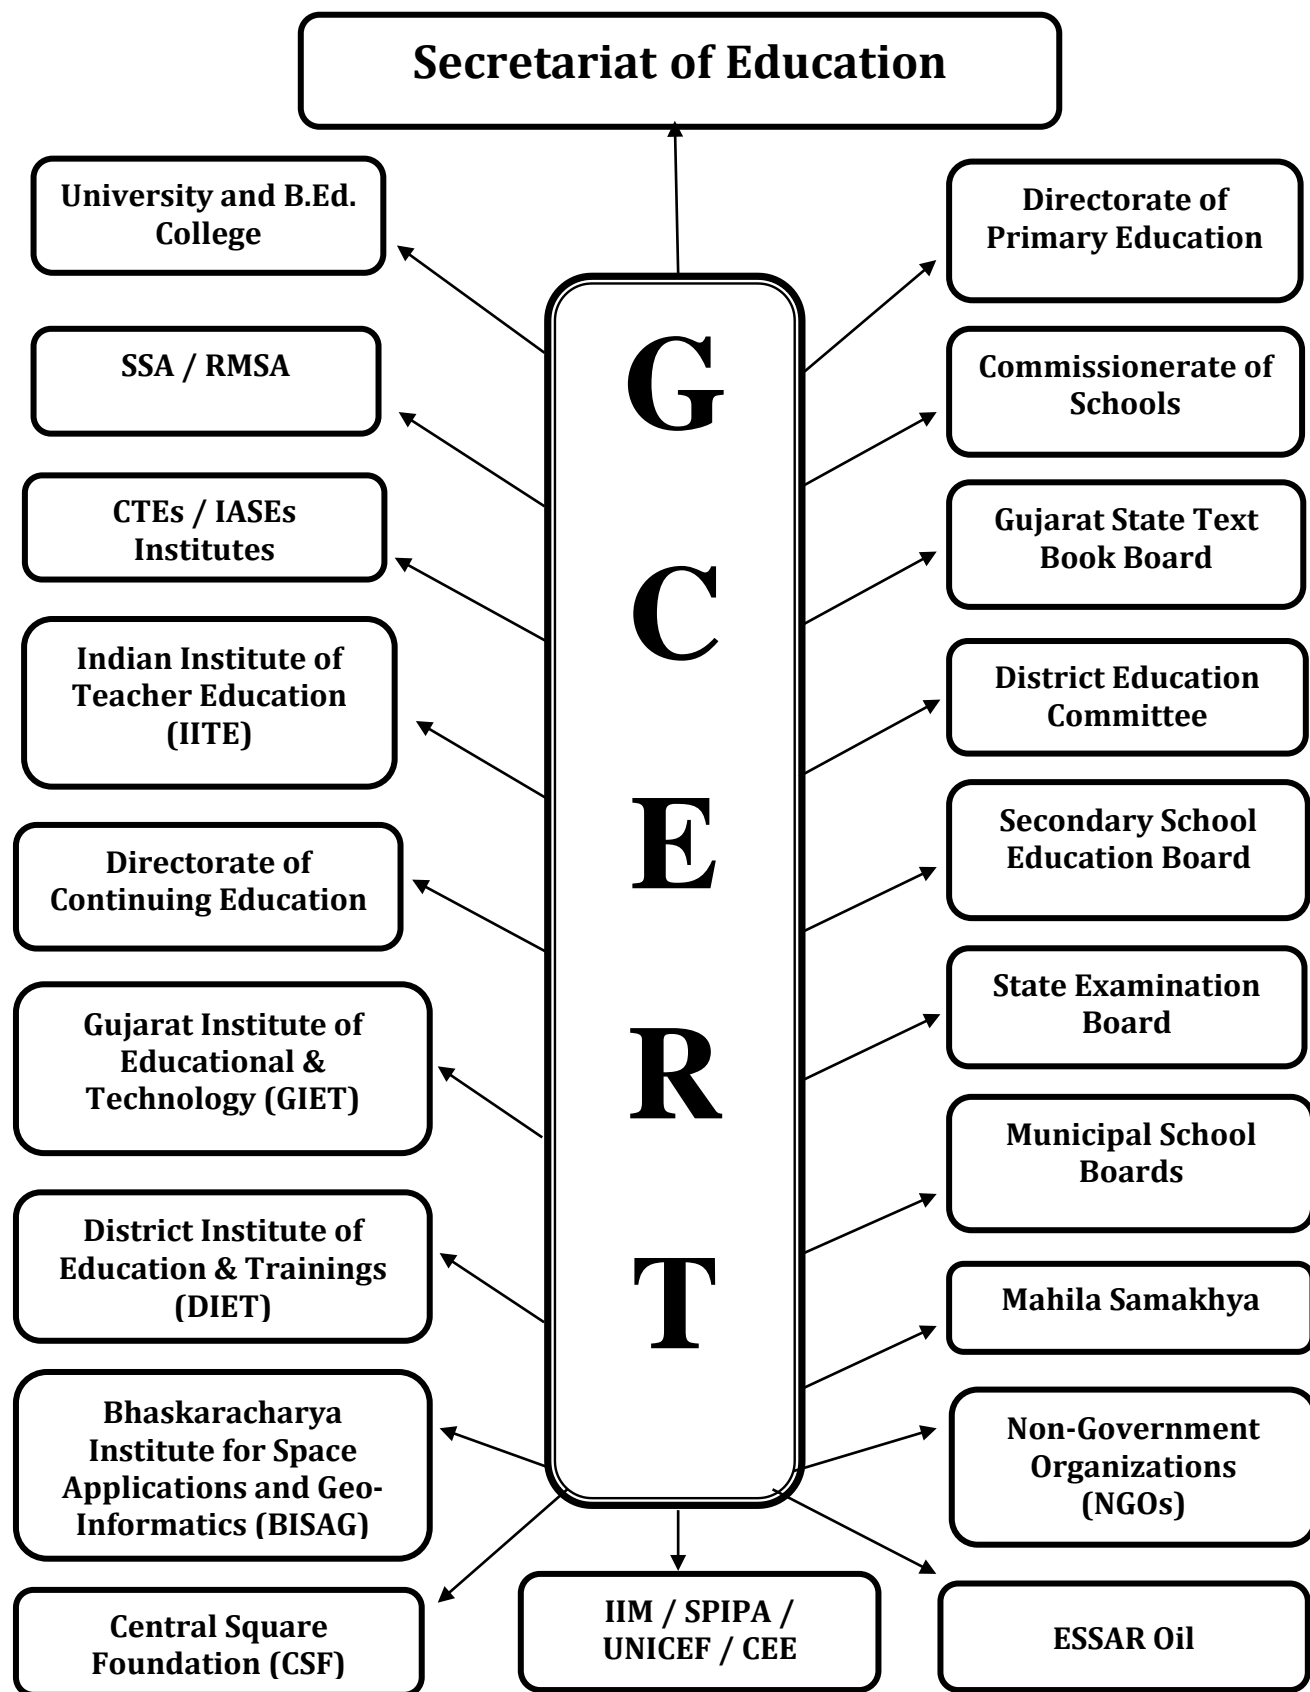 Secretariat of Education
University and B.Ed.
College
SSA / RMSA
CTEs / IASEs
Institutes
Indian Institute of
Teacher Education
(IITE)
Directorate of
Continuing Education
Gujarat Institute of
Educational &
Technology (GIET)
District Institute of
Education & Trainings
(DIET)
Bhaskaracharya
Institute for Space
Applications and Geo-
Informatics (BISAG)
Central Square
Foundation (CSF)
G
C
E
R
T
IIM / SPIPA /
UNICEF / CEE
Directorate of
Primary Education
Commissionerate of
Schools
Gujarat State Text
Book Board
District Education
Committee
Secondary School
Education Board
State Examination
Board
Municipal School
Boards
Mahila Samakhya
Non-Government
Organizations
(NGOs)
ESSAR Oil